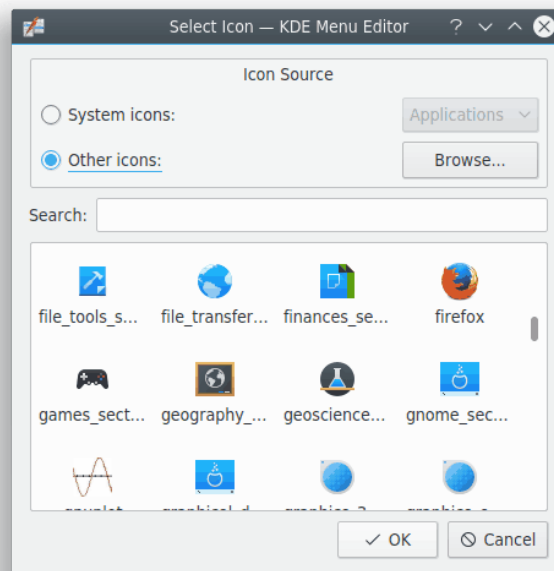 Select Icon — KDE Menu Editor
Icon Source
System icons:
Applications
Other icons:
Browse...
Search:
file_tools_s... file_transfer... finances_se... firefox
games_sect... geography_... geoscience... gnome_sec...
OK
Cancel